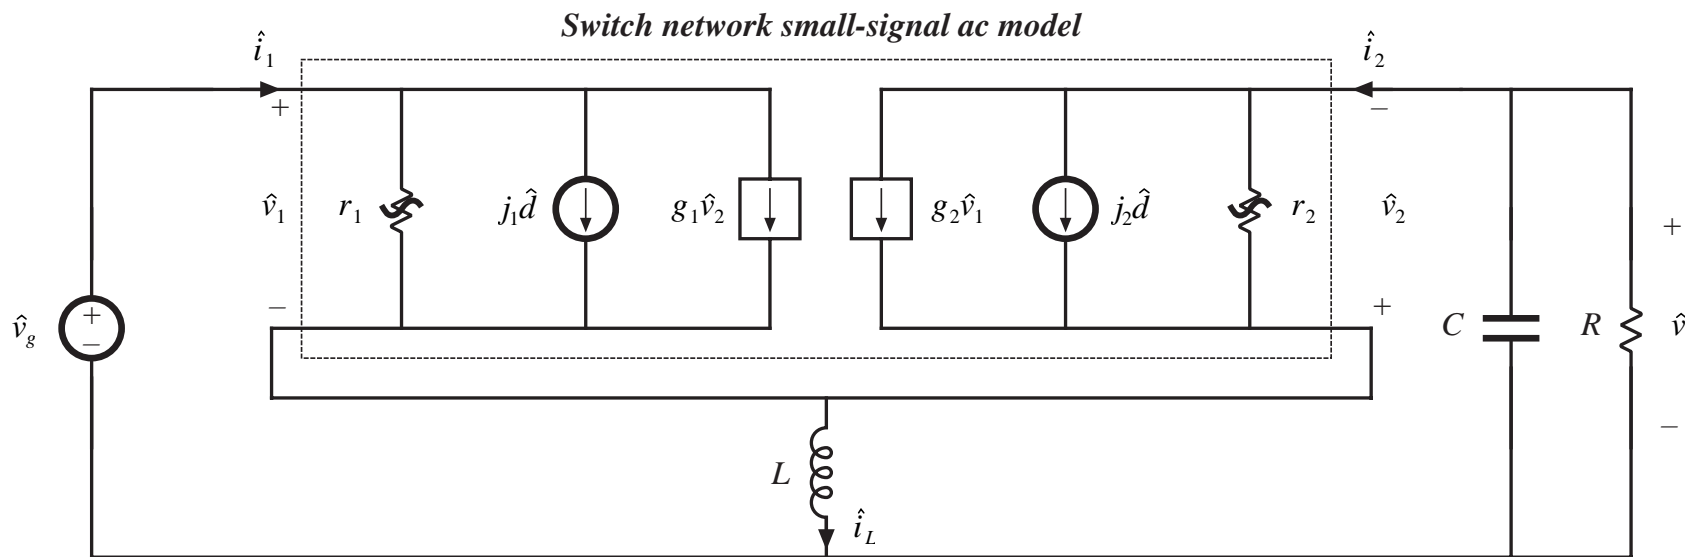 Switch network small-signal ac model
î₁
î₂
+
−
v̂₁
r₁
j₁d̂
g₁v̂₂
g₂v̂₁
j₂d̂
r₂
v̂₂
+
−
+
v̂g
+
−
C
R
v̂
−
L
îL